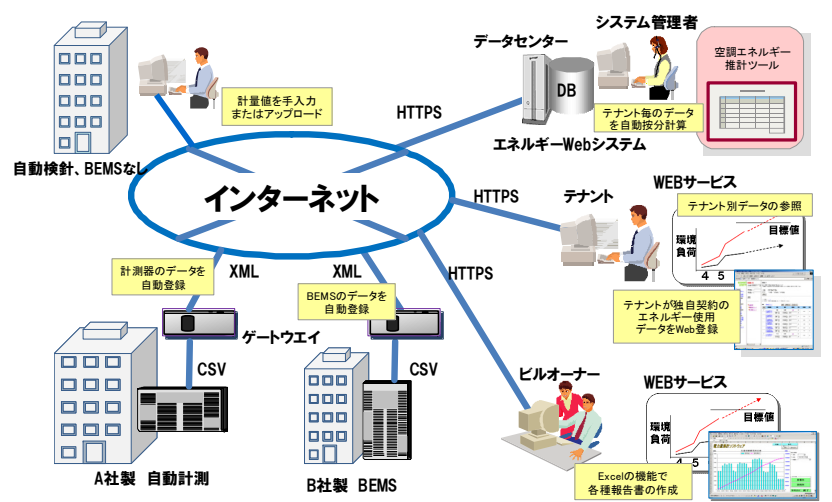 システム管理者
データセンター
空調エネルギー
推計ツール
計量値を手入力
またはアップロード
HTTPS
DB
テナント毎のデータ
を自動按分計算
エネルギーWebシステム
自動検針、BEMSなし
インターネット
HTTPS
テナント
WEBサービス
テナント別データの参照
目標値
環境
負荷
4 5
XML
XML
HTTPS
計測器のデータを
自動登録
BEMSのデータを
自動登録
テナントが独自契約の
エネルギー使用
データをWeb登録
ゲートウエイ
CSV
CSV
ビルオーナー
WEBサービス
目標値
環境
負荷
4 5
A社製 自動計測
B社製 BEMS
Excelの機能で
各種報告書の作成